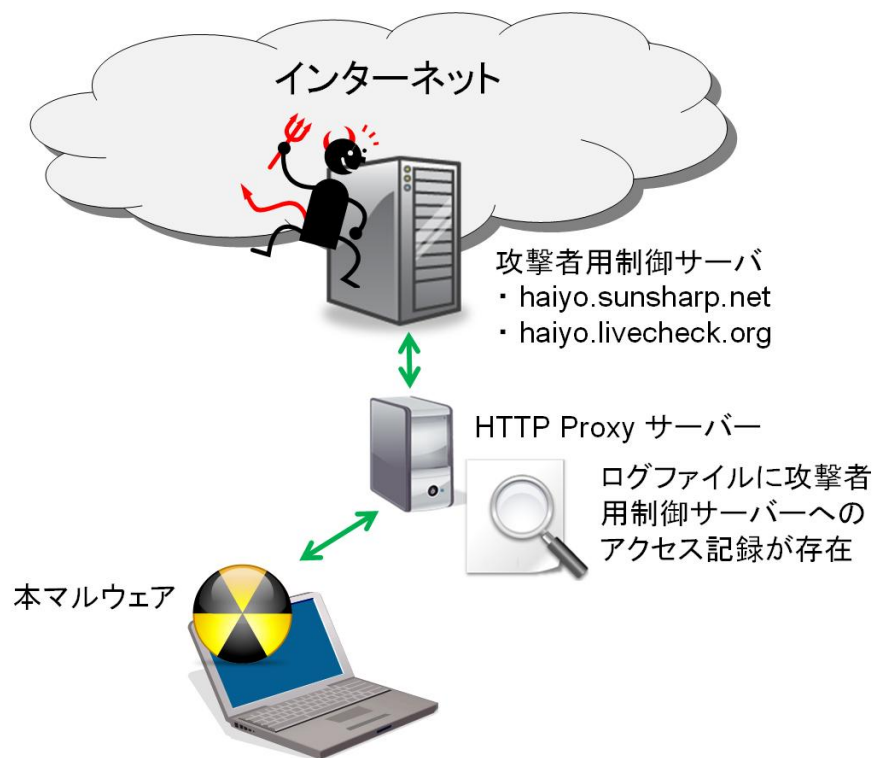 インターネット
攻撃者用制御サーバ
・ haiyo.sunsharp.net
・ haiyo.livecheck.org
HTTP Proxy サーバー
ログファイルに攻撃者
用制御サーバーへの
アクセス記録が存在
本マルウェア